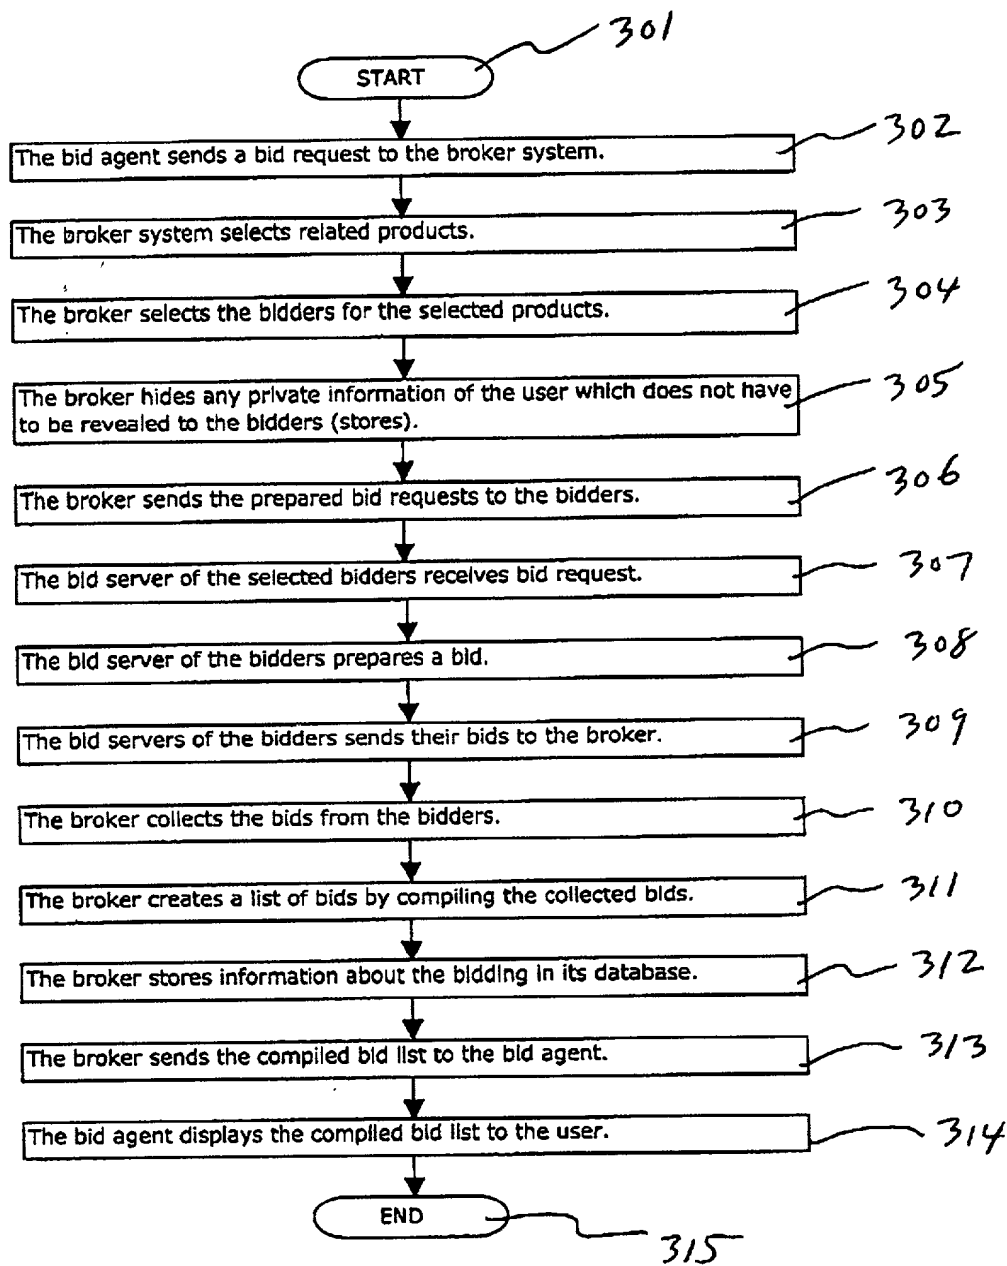 301
START
302
The bid agent sends a bid request to the broker system.
303
The broker system selects related products.
304
The broker selects the bidders for the selected products.
305
The broker hides any private information of the user which does not have
to be revealed to the bidders (stores).
306
The broker sends the prepared bid requests to the bidders.
307
The bid server of the selected bidders receives bid request.
308
The bid server of the bidders prepares a bid.
309
The bid servers of the bidders sends their bids to the broker.
310
The broker collects the bids from the bidders.
311
The broker creates a list of bids by compiling the collected bids.
312
The broker stores information about the bidding in its database.
313
The broker sends the compiled bid list to the bid agent.
314
The bid agent displays the compiled bid list to the user.
END
315